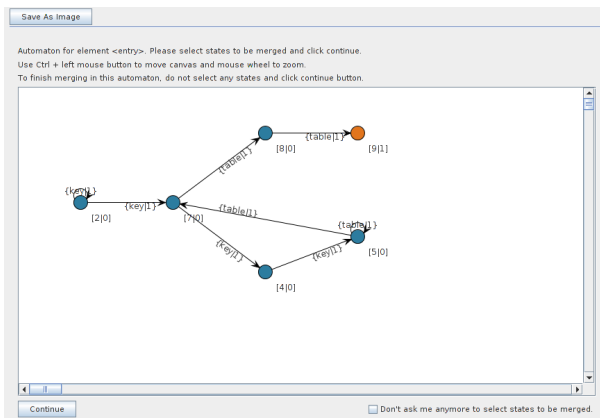 Save As Image
Automaton for element <entry>. Please select states to be merged and click continue.
Use Ctrl + left mouse button to move canvas and mouse wheel to zoom.
To finish merging in this automaton, do not select any states and click continue button.
{table|1}
[8|0]
[9|1]
{table|1}
{key|1}
{key|1}
[2|0]
[7|0]
{table|1}
{table|1}
{key|1}
{key|1}
[5|0]
[4|0]
Continue
Don't ask me anymore to select states to be merged.